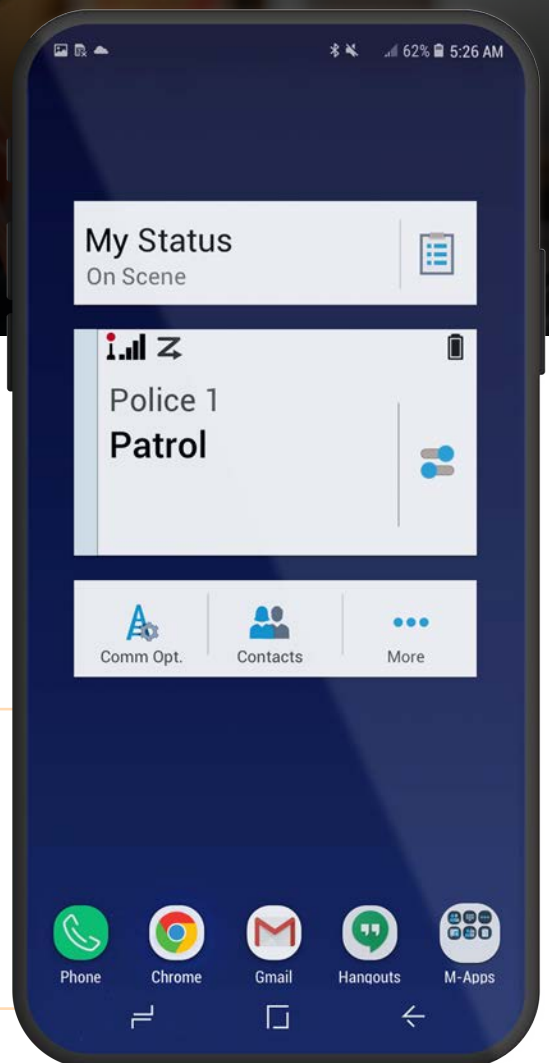 62% 5:26 AM
My Status
On Scene
Police 1
Patrol
Comm Opt.
Contacts
More
Phone
Chrome
Gmail
Hangouts
M-Apps